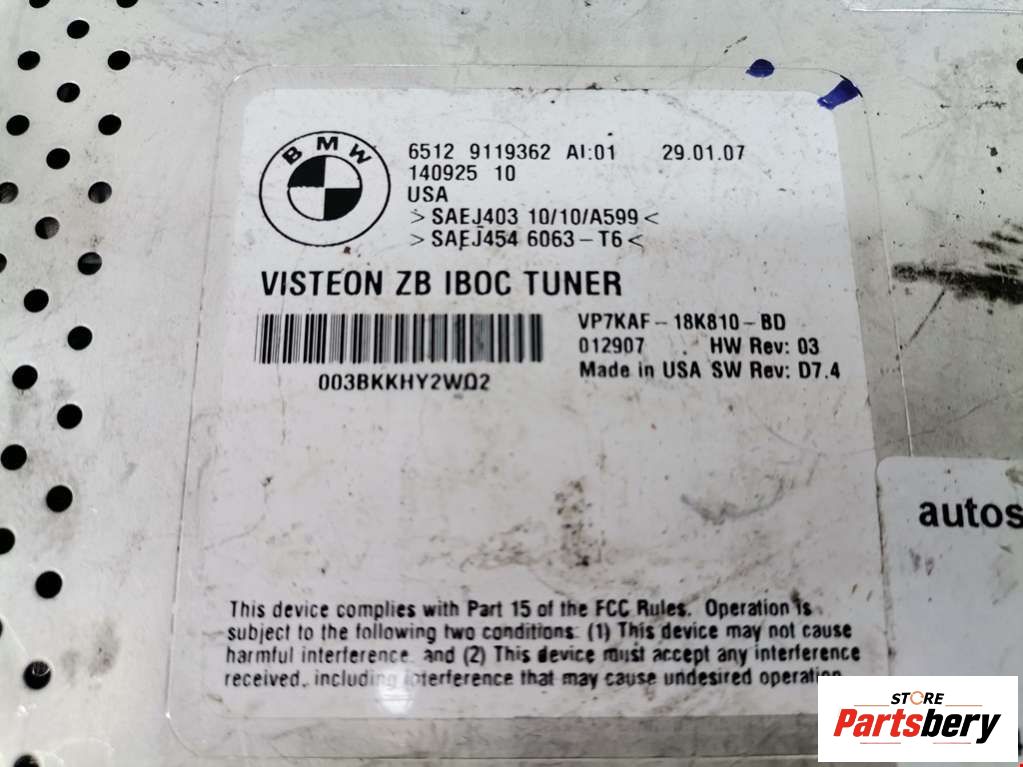 BMW
6512 9119362 AI:01 29.01.07
140925 10
USA
>SAEJ403 10/10/A599<
>SAEJ454 6063-T6<
VISTEON ZB IBOC TUNER
VP7KAF-18K810-BD
012907 HW Rev: 03
Made in USA SW Rev: D7.4
003BKKHY2WQ2
autos
This device complies with Part 15 of the FCC Rules. Operation is
subject to the following two conditions: (1) This device may not cause
harmful interference, and (2) This device must accept any interference
received, including interference that may cause undesired operation.
STORE
Partsbery